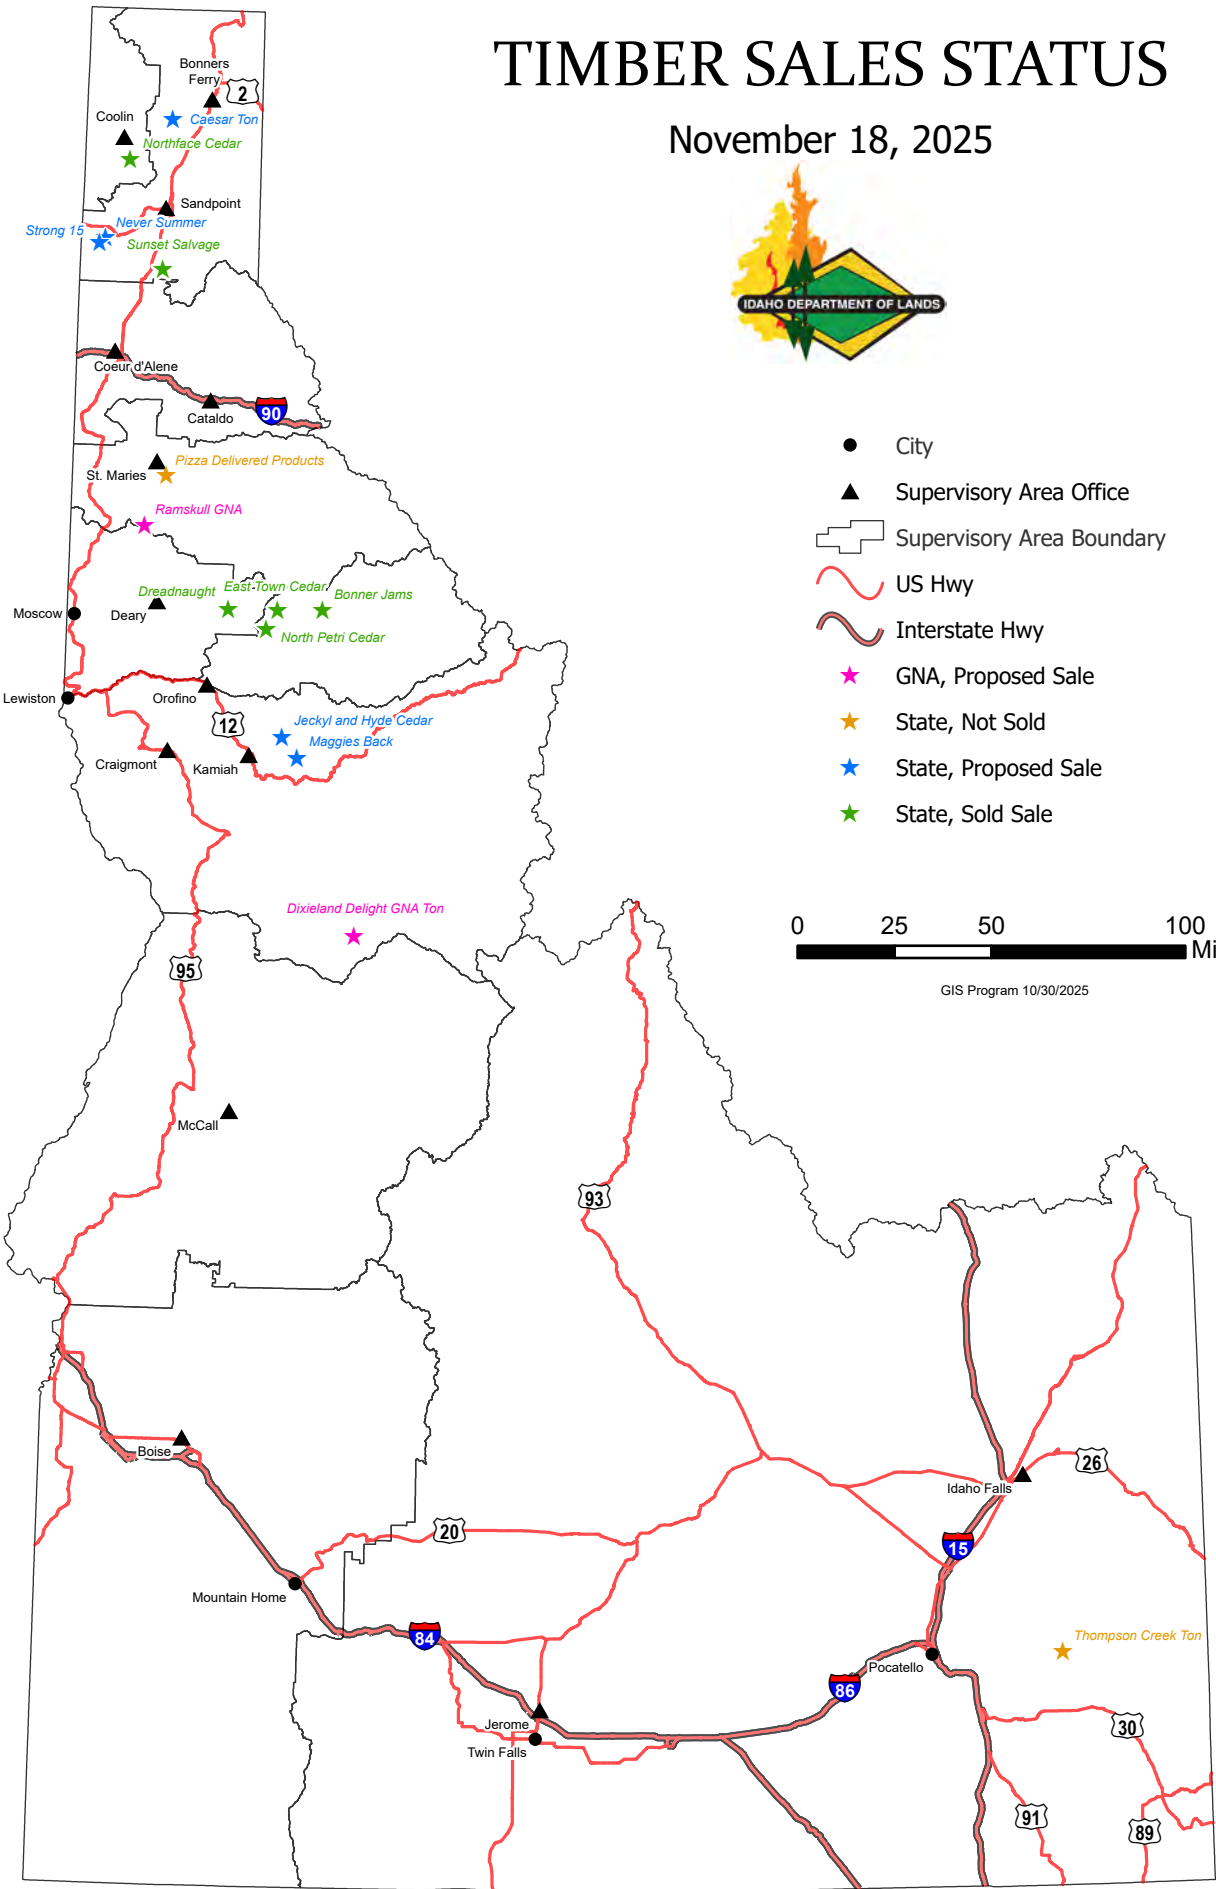 TIMBER SALES STATUS
November 18, 2025
IDAHO DEPARTMENT OF LANDS
Bonners
Ferry
2
Coolin
Caesar Ton
Northface Cedar
Sandpoint
Never Summer
Strong 15
Sunset Salvage
Coeur d'Alene
Cataldo
90
St. Maries
Pizza Delivered Products
Ramskull GNA
Dreadnaught
East Town Cedar
Bonner Jams
Moscow
Deary
North Petri Cedar
Lewiston
Orofino
12
Jeckyl and Hyde Cedar
Maggies Back
Craigmont
Kamiah
Dixieland Delight GNA Ton
95
McCall
93
City
Supervisory Area Office
Supervisory Area Boundary
US Hwy
Interstate Hwy
GNA, Proposed Sale
State, Not Sold
State, Proposed Sale
State, Sold Sale
0 25 50 100
Mi
GIS Program 10/30/2025
Boise
Idaho Falls
26
20
15
Mountain Home
84
Thompson Creek Ton
Pocatello
86
Jerome
30
Twin Falls
91
89